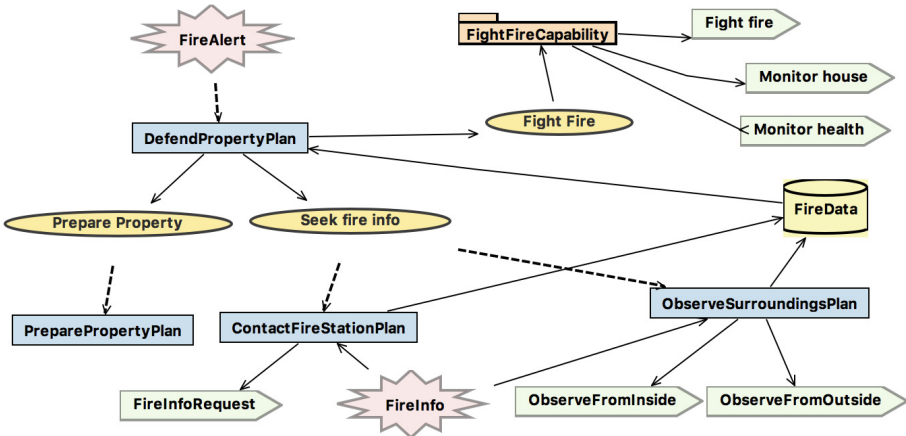 Fight fire
FightFireCapability
FireAlert
Monitor house
Fight Fire
Monitor health
DefendPropertyPlan
FireData
Prepare Property
Seek fire info
ObserveSurroundingsPlan
PreparePropertyPlan
ContactFireStationPlan
FireInfoRequest
FireInfo
ObserveFromInside
ObserveFromOutside